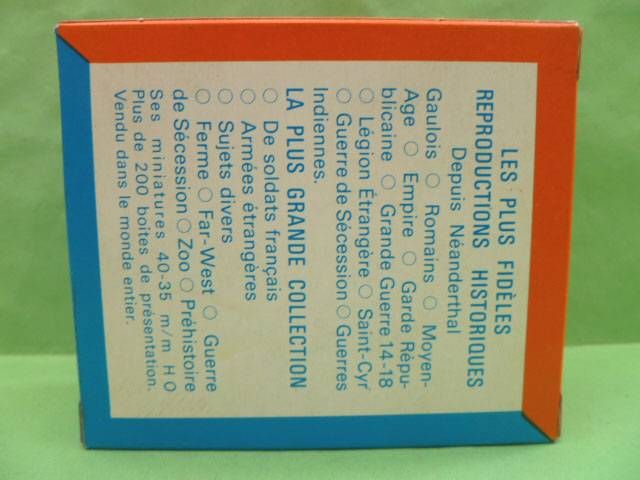 LES PLUS FIDÈLES
REPRODUCTIONS HISTORIQUES
Depuis Néanderthal
Gaulois ○ Romains ○ Moyen-
Age ○ Empire ○ Garde Répu-
blicaine ○ Grande Guerre 14-18
○ Légion Étrangère ○ Saint-Cyr
○ Guerre de Sécession ○ Guerres
Indiennes.
LA PLUS GRANDE COLLECTION
○ De soldats français
○ Armées étrangères
○ Sujets divers
○ Ferme ○ Far-West ○ Guerre
de Sécession ○ Zoo ○ Préhistoire
Ses miniatures 40-35 m/m H O
Plus de 200 boites de présentation.
Vendu dans le monde entier.